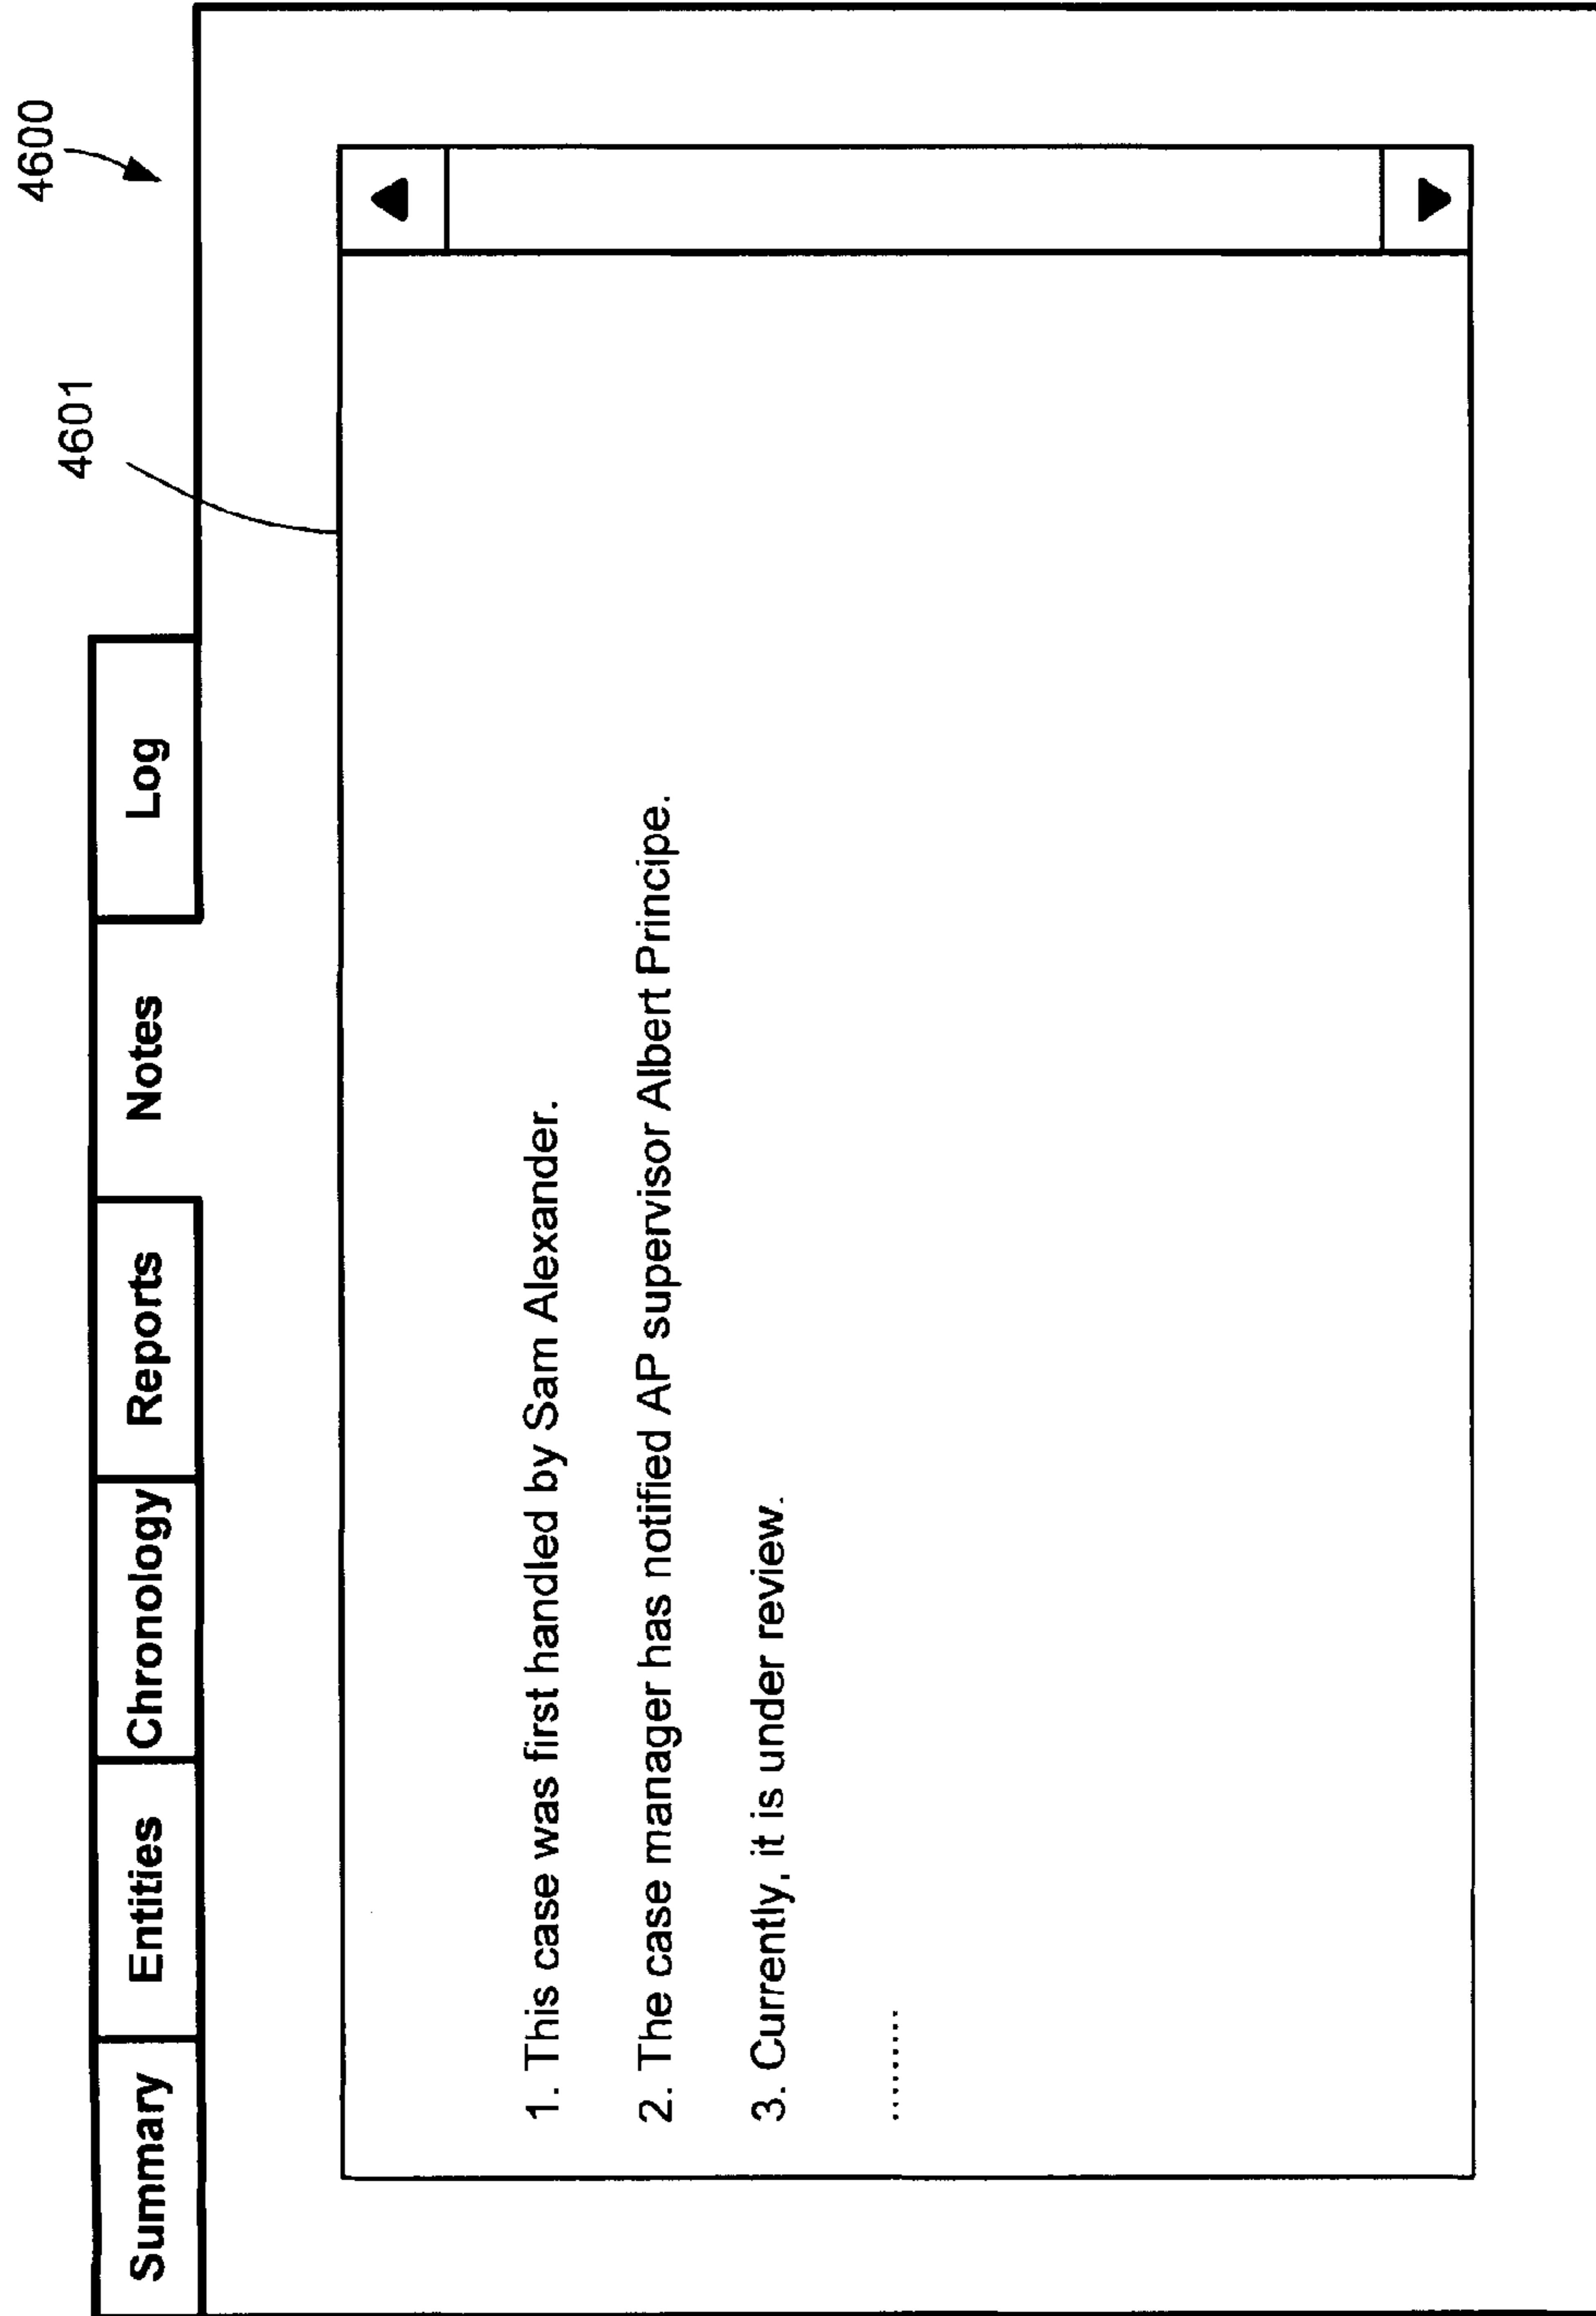 4600
4601
Summary Entities Chronology Reports Notes Log
1. This case was first handled by Sam Alexander.
2. The case manager has notified AP supervisor Albert Principe.
3. Currently, it is under review.
.........